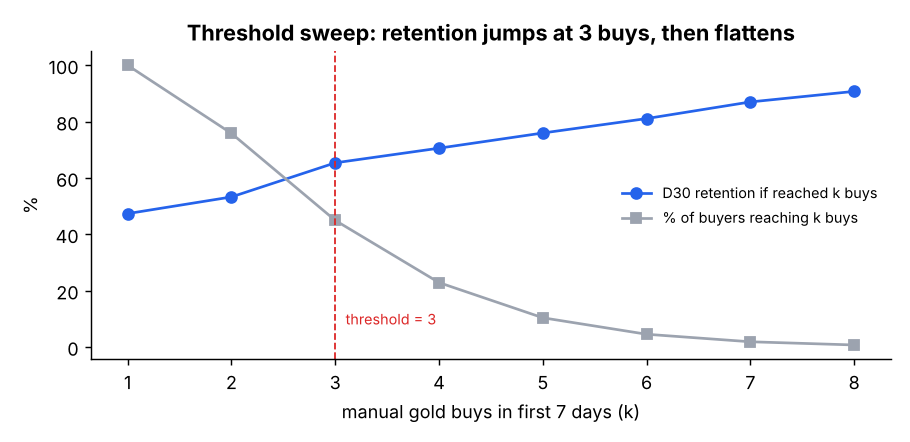 Threshold sweep: retention jumps at 3 buys, then flattens
100
80
60
40
20
0
%
D30 retention if reached k buys
% of buyers reaching k buys
threshold = 3
1 2 3 4 5 6 7 8
manual gold buys in first 7 days (k)